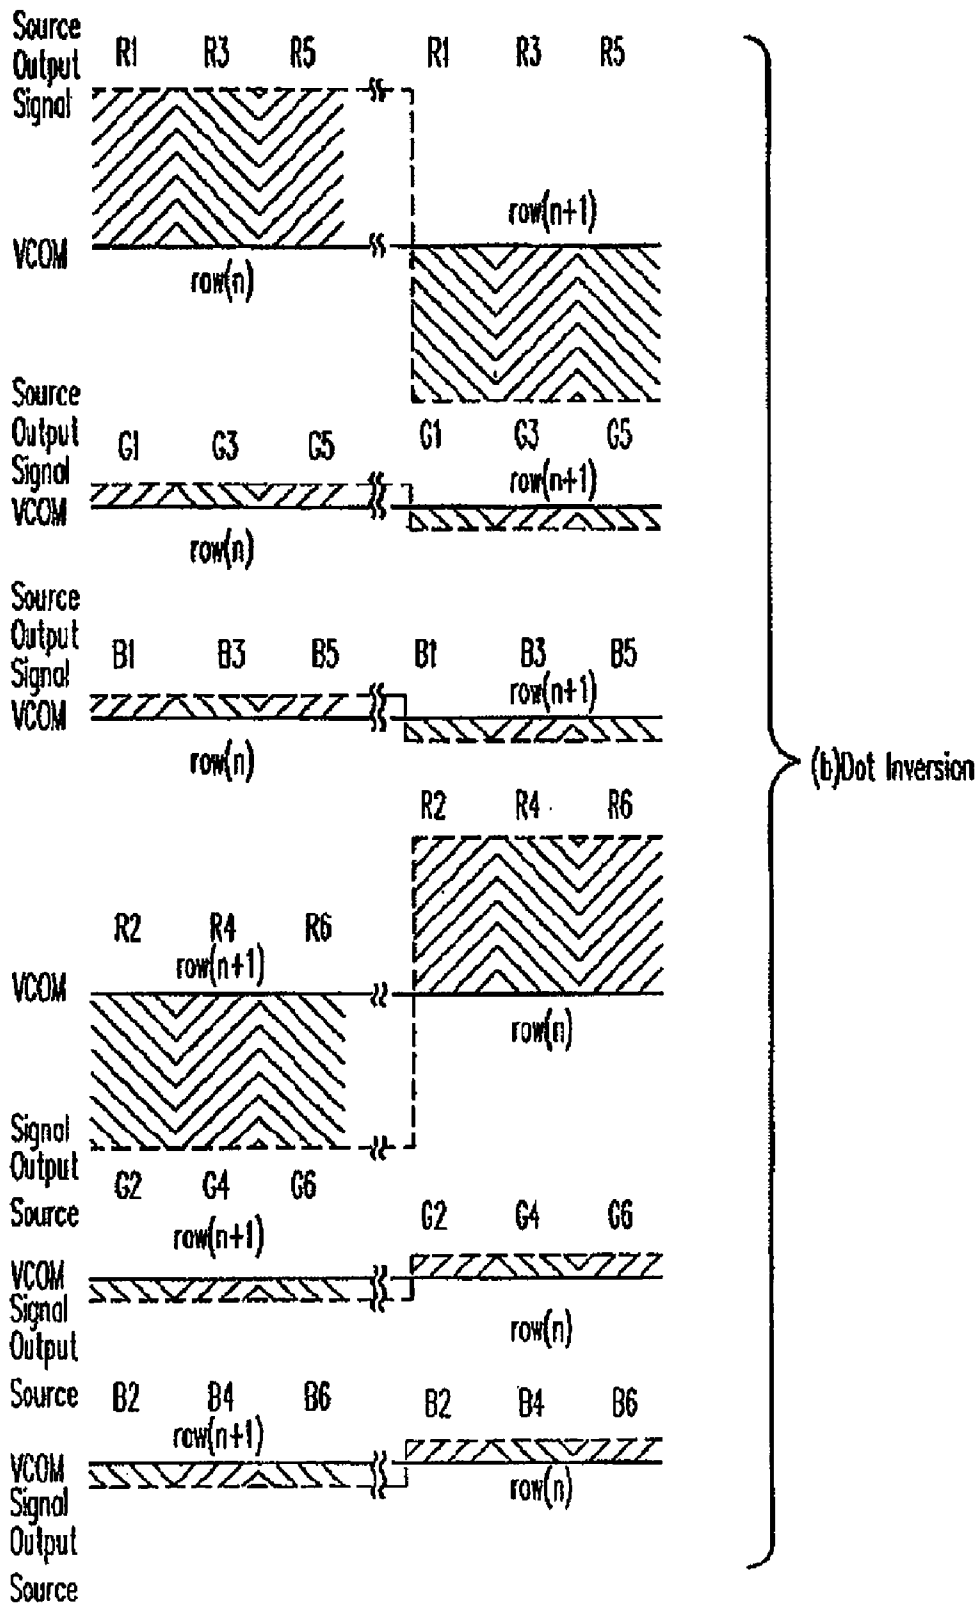 Source
Output
Signal
R1 R3 R5 R1 R3 R5
row(n+1)
VCOM
row(n)
Source
Output
Signal
VCOM
G1 G3 G5 G1 G3 G5
row(n+1)
row(n)
Source
Output
Signal
VCOM
B1 B3 B5 B1 B3 B5
row(n+1)
row(n)
(b)Dot Inversion
R2 R4 R6
R2 R4 R6
row(n+1)
VCOM
row(n)
Signal
Output
Source
G2 G4 G6 G2 G4 G6
row(n+1)
VCOM
Signal
Output
Source
row(n)
B2 B4 B6 B2 B4 B6
row(n+1)
VCOM
Signal
Output
Source
row(n)